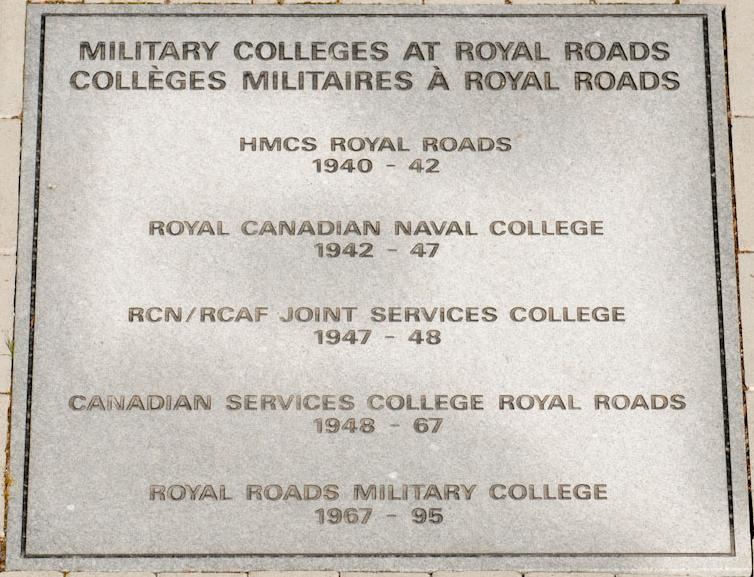 MILITARY COLLEGES AT ROYAL ROADS
COLLÈGES MILITAIRES À ROYAL ROADS
HMCS ROYAL ROADS
1940 - 42
ROYAL CANADIAN NAVAL COLLEGE
1942 - 47
RCN/RCAF JOINT SERVICES COLLEGE
1947 - 48
CANADIAN SERVICES COLLEGE ROYAL ROADS
1948 - 67
ROYAL ROADS MILITARY COLLEGE
1967 - 95